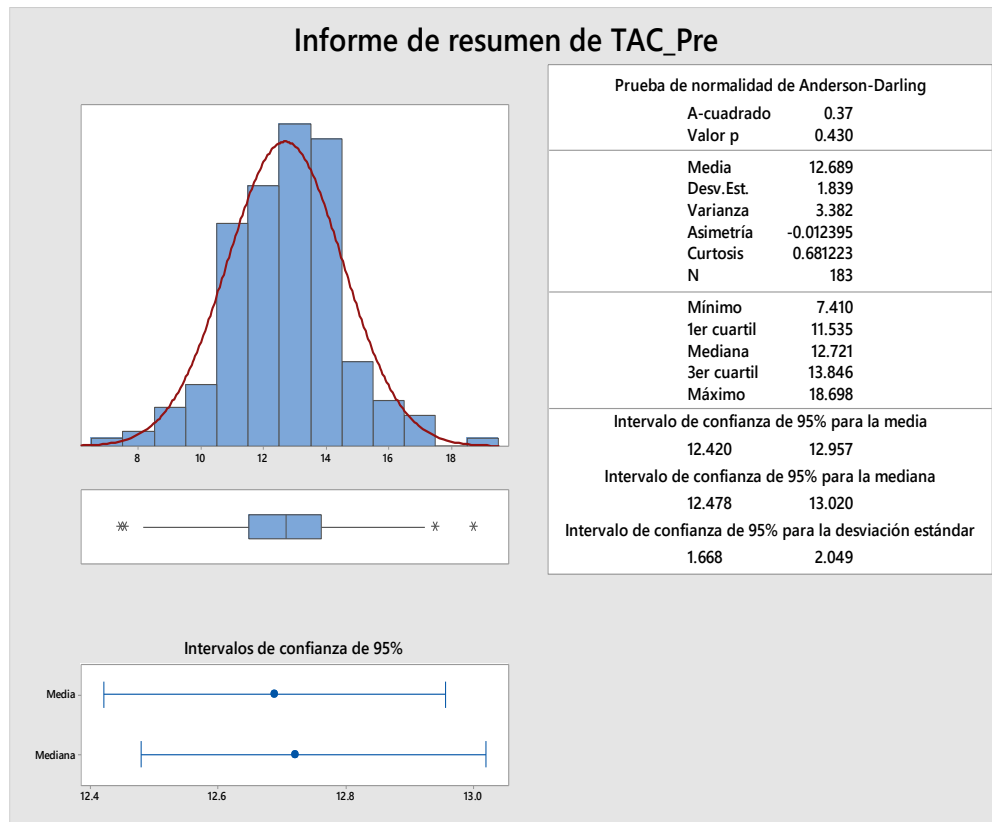 Informe de resumen de TAC_Pre
Prueba de normalidad de Anderson-Darling
A-cuadrado 0.37
Valor p 0.430
Media 12.689
Desv.Est. 1.839
Varianza 3.382
Asimetría -0.012395
Curtosis 0.681223
N 183
Mínimo 7.410
1er cuartil 11.535
Mediana 12.721
3er cuartil 13.846
Máximo 18.698
Intervalo de confianza de 95% para la media
12.420 12.957
Intervalo de confianza de 95% para la mediana
12.478 13.020
Intervalo de confianza de 95% para la desviación estándar
1.668 2.049
8 10 12 14 16 18
Intervalos de confianza de 95%
Media
Mediana
12.4 12.6 12.8 13.0